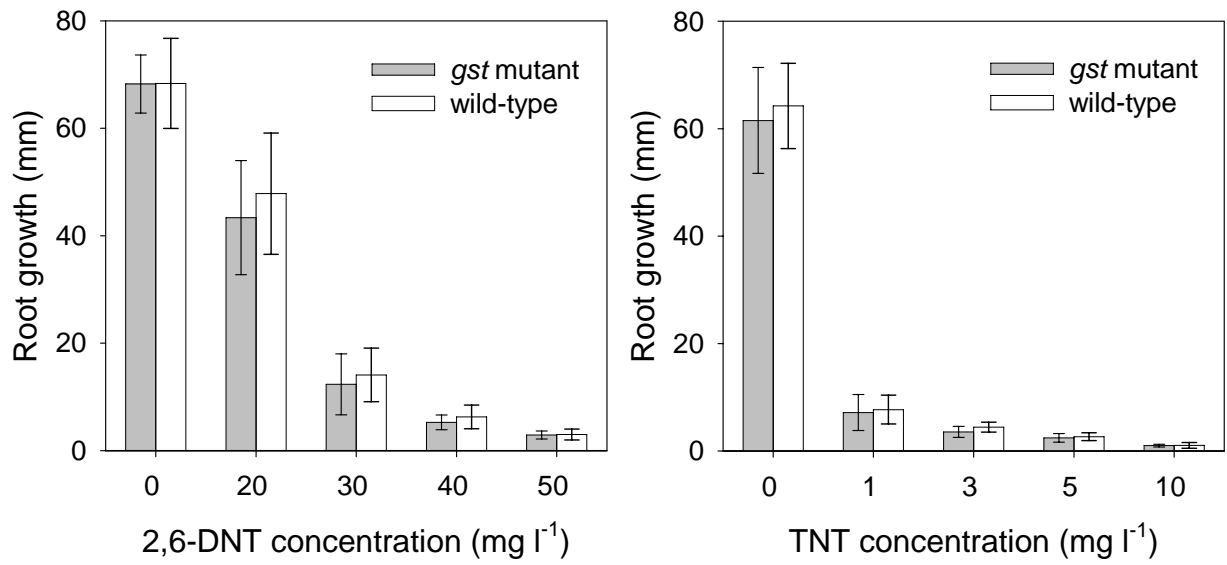 80
60
40
20
0
Root growth (mm)
gst mutant
wild-type
0 20 30 40 50
2,6-DNT concentration (mg l⁻¹)
80
60
40
20
0
Root growth (mm)
gst mutant
wild-type
0 1 3 5 10
TNT concentration (mg l⁻¹)